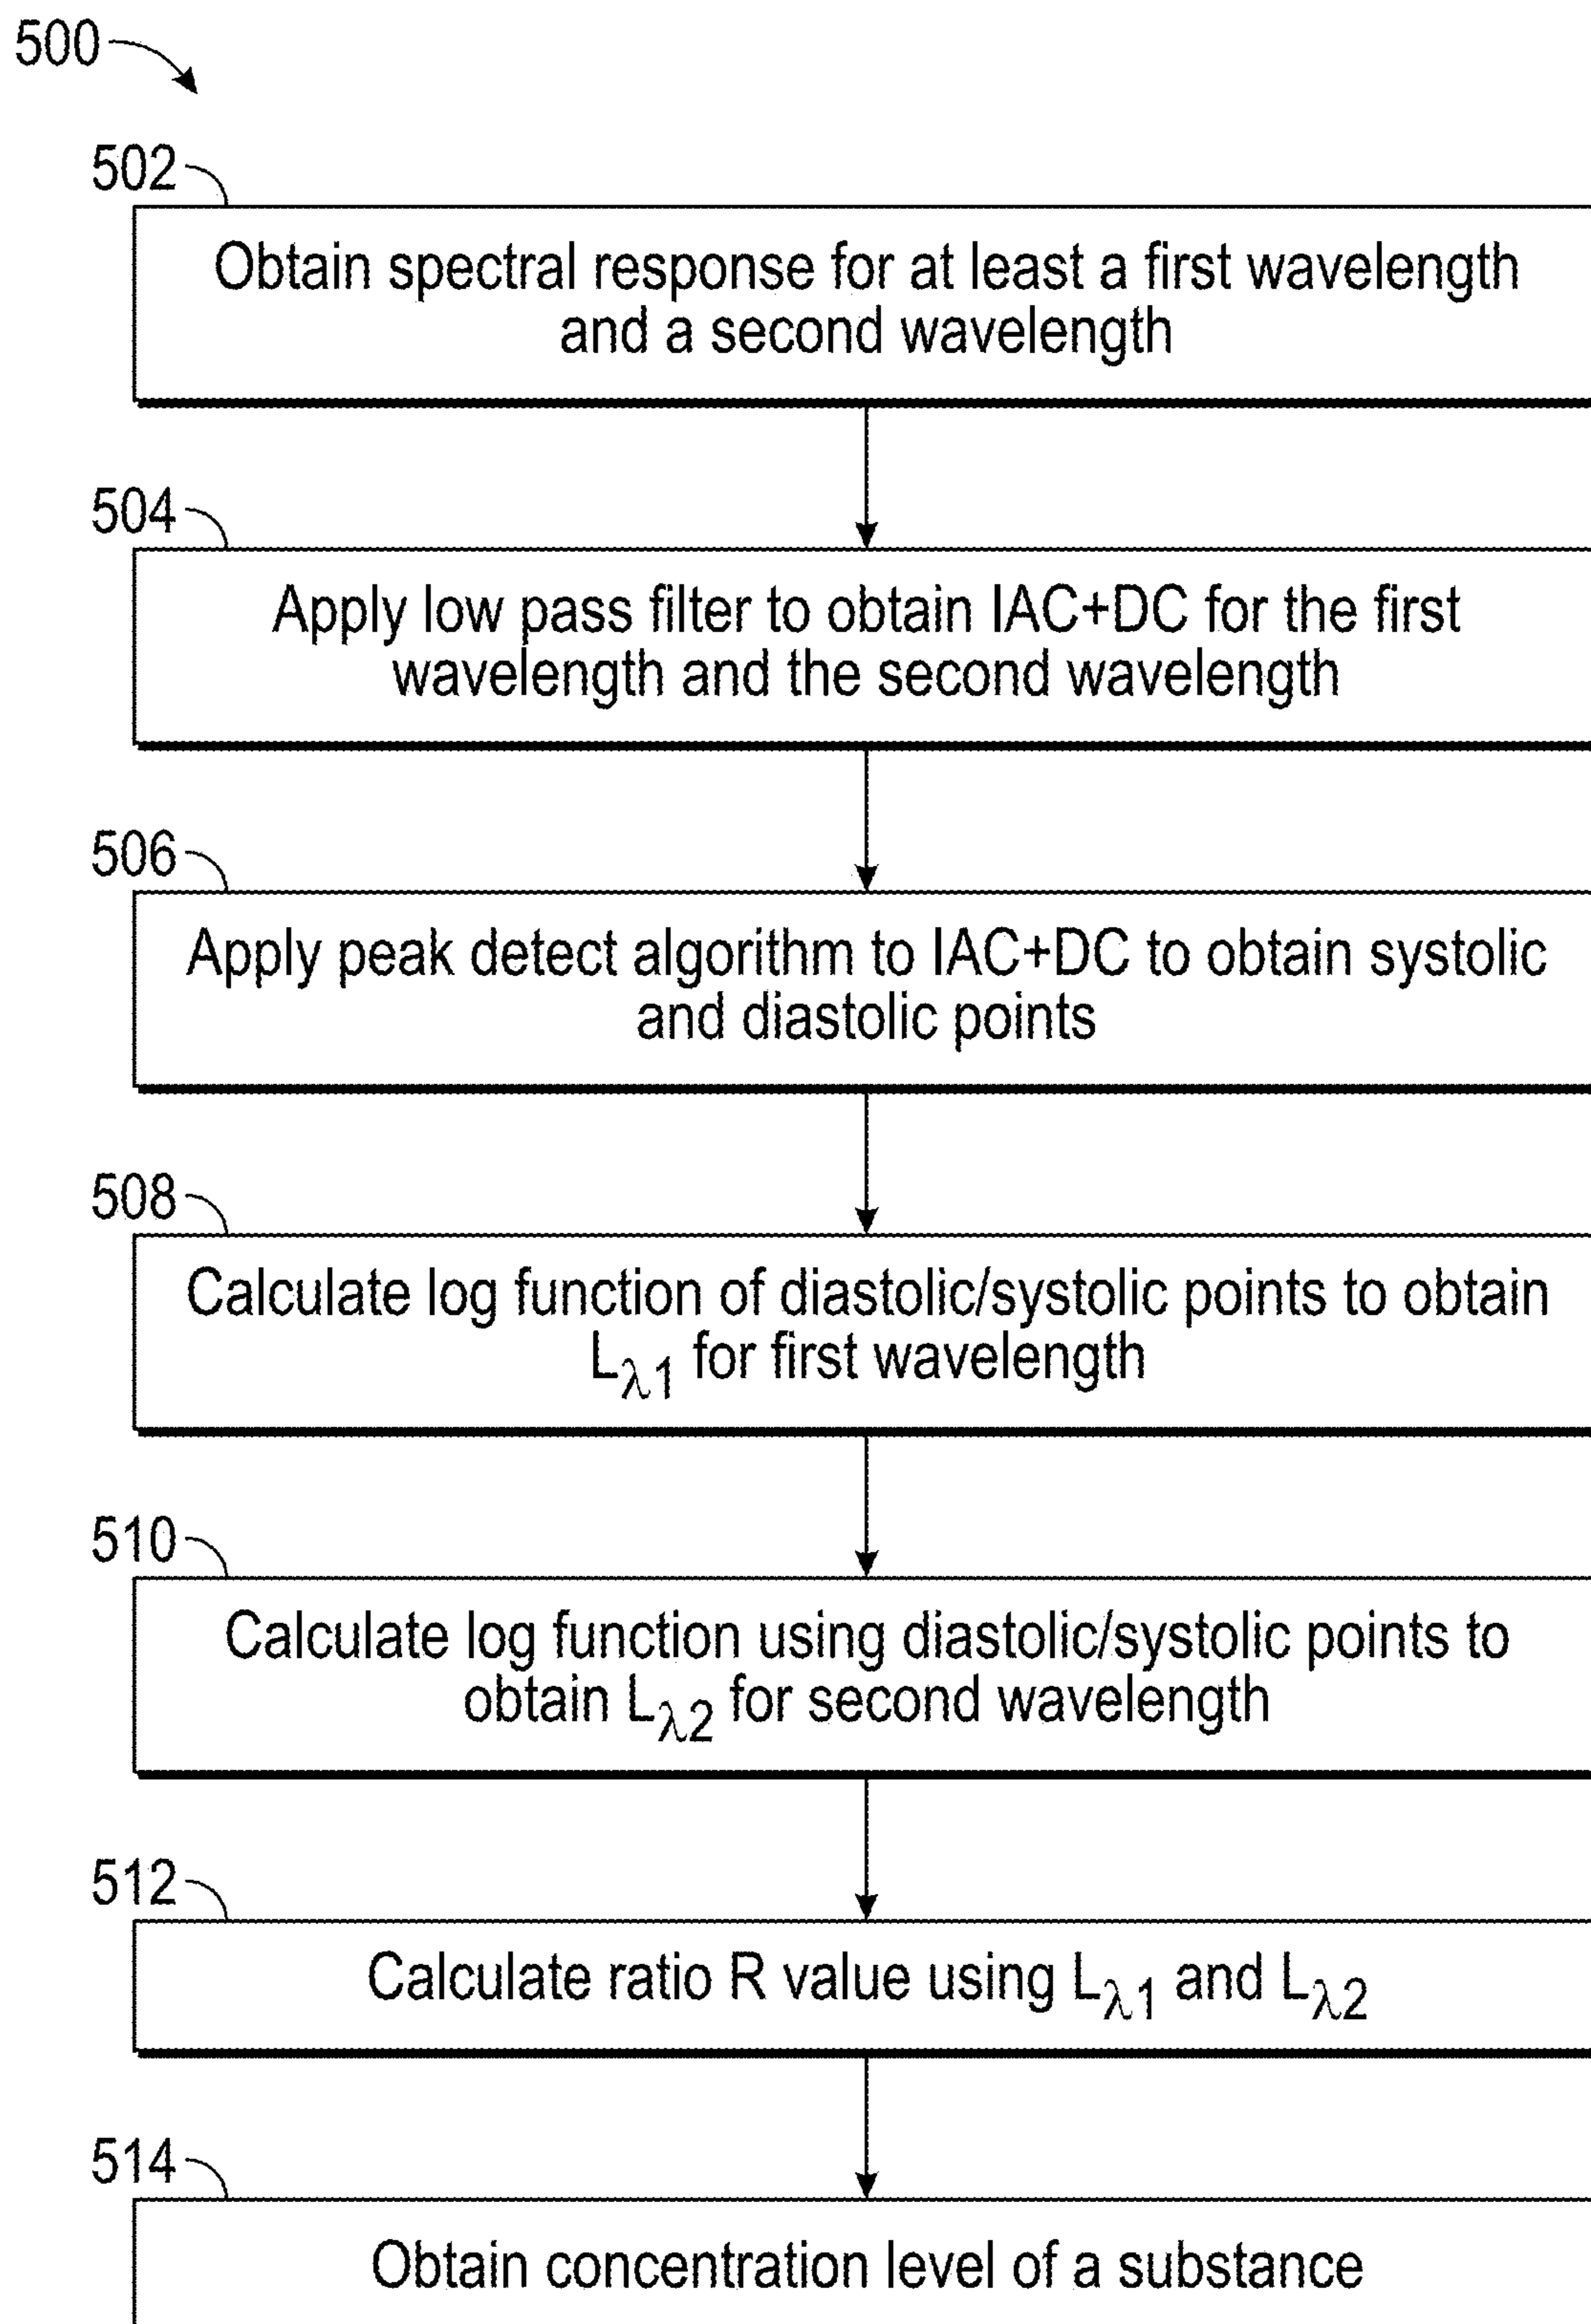 500
502
Obtain spectral response for at least a first wavelength
and a second wavelength
504
Apply low pass filter to obtain IAC+DC for the first
wavelength and the second wavelength
506
Apply peak detect algorithm to IAC+DC to obtain systolic
and diastolic points
508
Calculate log function of diastolic/systolic points to obtain
Lλ1 for first wavelength
510
Calculate log function using diastolic/systolic points to
obtain Lλ2 for second wavelength
512
Calculate ratio R value using Lλ1 and Lλ2
514
Obtain concentration level of a substance